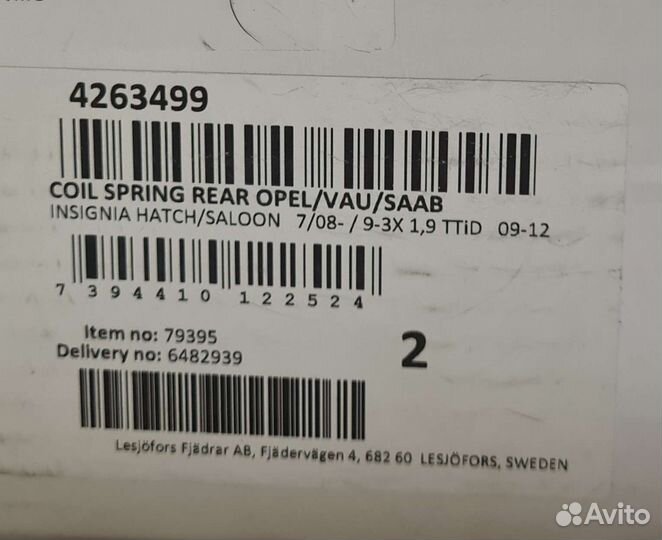 4263499
COIL SPRING REAR OPEL/VAU/SAAB
INSIGNIA HATCH/SALOON 7/08- / 9-3X 1,9 TTiD 09-12
7 394410 122524
Item no: 79395
Delivery no: 6482939
2
Lesjöfors Fjädrar AB, Fjädervägen 4, 682 60 LESJÖFORS, SWEDEN
Avito